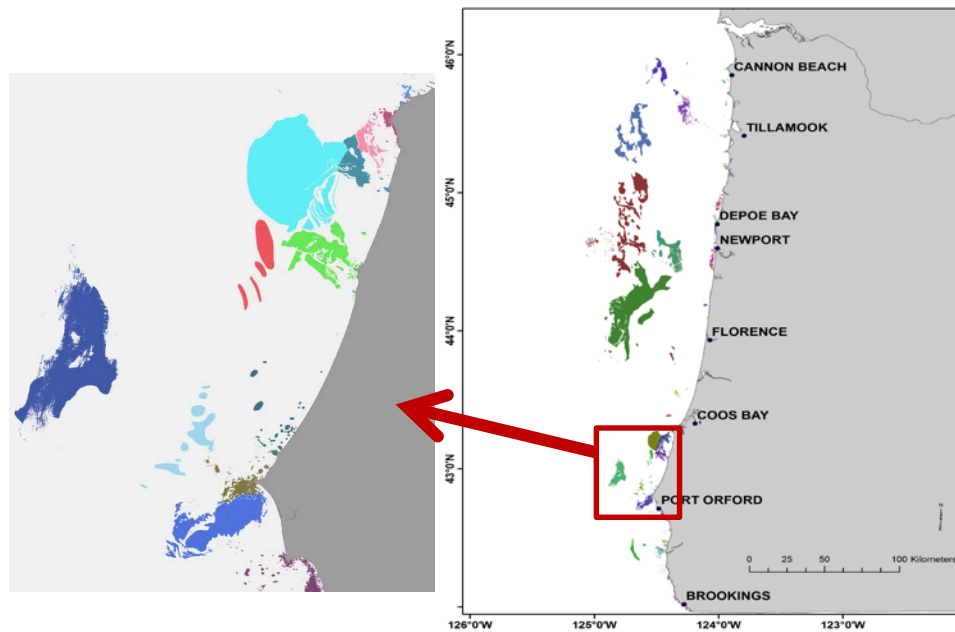 46°0'N
CANNON BEACH
TILLAMOOK
45°0'N
DEPOE BAY
NEWPORT
44°0'N
FLORENCE
COOS BAY
43°0'N
PORT ORFORD
0 25 50 100 Kilometers
BROOKINGS
126°0'W 125°0'W 124°0'W 123°0'W